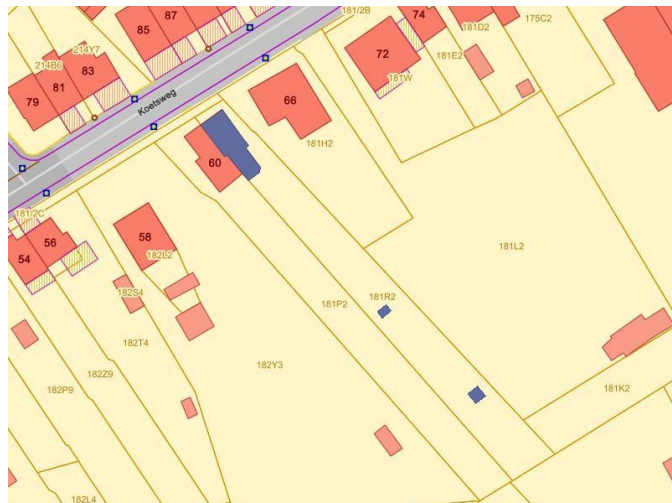 181/2B
175C2
74
181D2
87
85
214Y7
214B6
83
81
79
72
181E2
181W
Koetsweg
66
181H2
60
181/2C
56
54
58
182L2
182S4
181L2
181P2
181R2
182T4
182Y3
182Z9
182P9
181K2
182L4